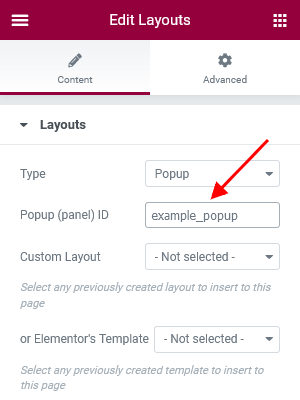 Edit Layouts
Content Advanced
Layouts
Type Popup
Popup (panel) ID example_popup
Custom Layout - Not selected -
Select any previously created layout to insert to this
page
or Elementor's Template - Not selected -
Select any previously created template to insert to
this page